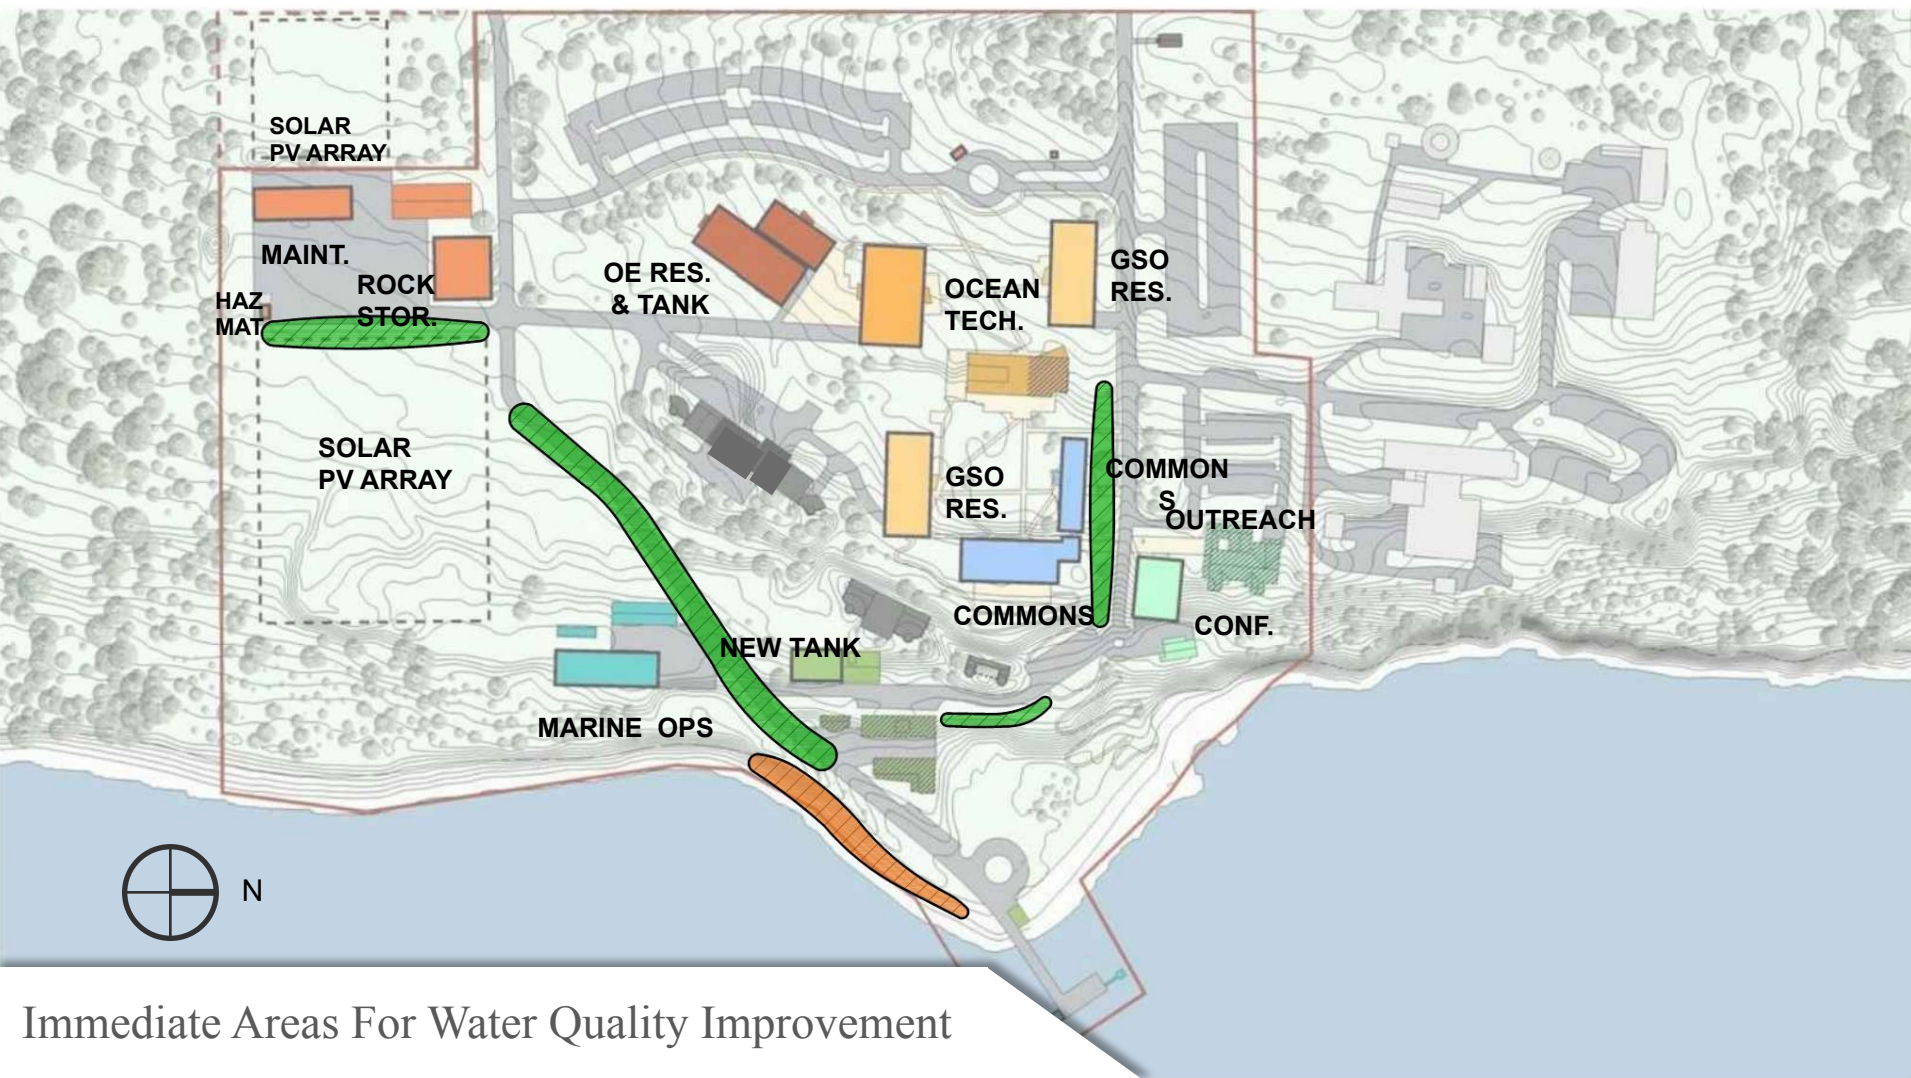 SOLAR
PV ARRAY
MAINT.
ROCK
STOR.
HAZ
MAT
OE RES.
& TANK
OCEAN
TECH.
GSO
RES.
SOLAR
PV ARRAY
GSO
RES.
COMMON
S
OUTREACH
COMMONS
CONF.
NEW TANK
MARINE OPS
N
Immediate Areas For Water Quality Improvement